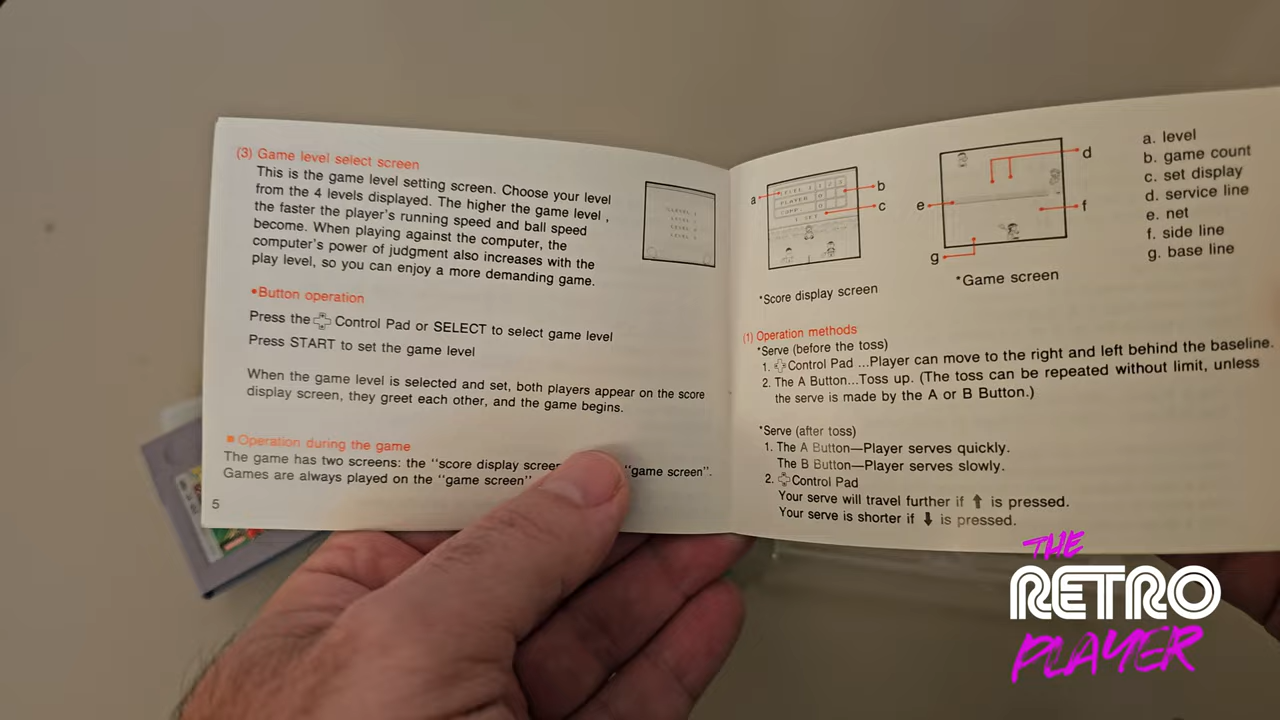 (3) Game level select screen
This is the game level setting screen. Choose your level
from the 4 levels displayed. The higher the game level ,
the faster the player's running speed and ball speed
become. When playing against the computer, the
computer's power of judgment also increases with the
play level, so you can enjoy a more demanding game.
•Button operation
Press the Control Pad or SELECT to select game level
Press START to set the game level
When the game level is selected and set, both players appear on the score
display screen, they greet each other, and the game begins.
■ Operation during the game
The game has two screens: the "score display screen "game screen".
Games are always played on the "game screen"
5
a
b
c
*Score display screen
d
e
f
g
*Game screen
a. level
b. game count
c. set display
d. service line
e. net
f. side line
g. base line
(1) Operation methods
*Serve (before the toss)
1. Control Pad ...Player can move to the right and left behind the baseline.
2. The A Button...Toss up. (The toss can be repeated without limit, unless
the serve is made by the A or B Button.)
*Serve (after toss)
1. The A Button—Player serves quickly.
The B Button—Player serves slowly.
2. Control Pad
Your serve will travel further if ⬆ is pressed.
Your serve is shorter if ⬇ is pressed.
THE
RETRO
PLAYER